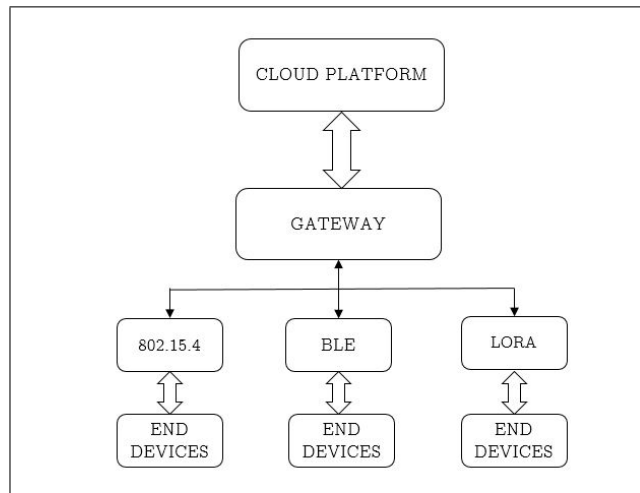 CLOUD PLATFORM
GATEWAY
802.15.4
BLE
LORA
END
DEVICES
END
DEVICES
END
DEVICES